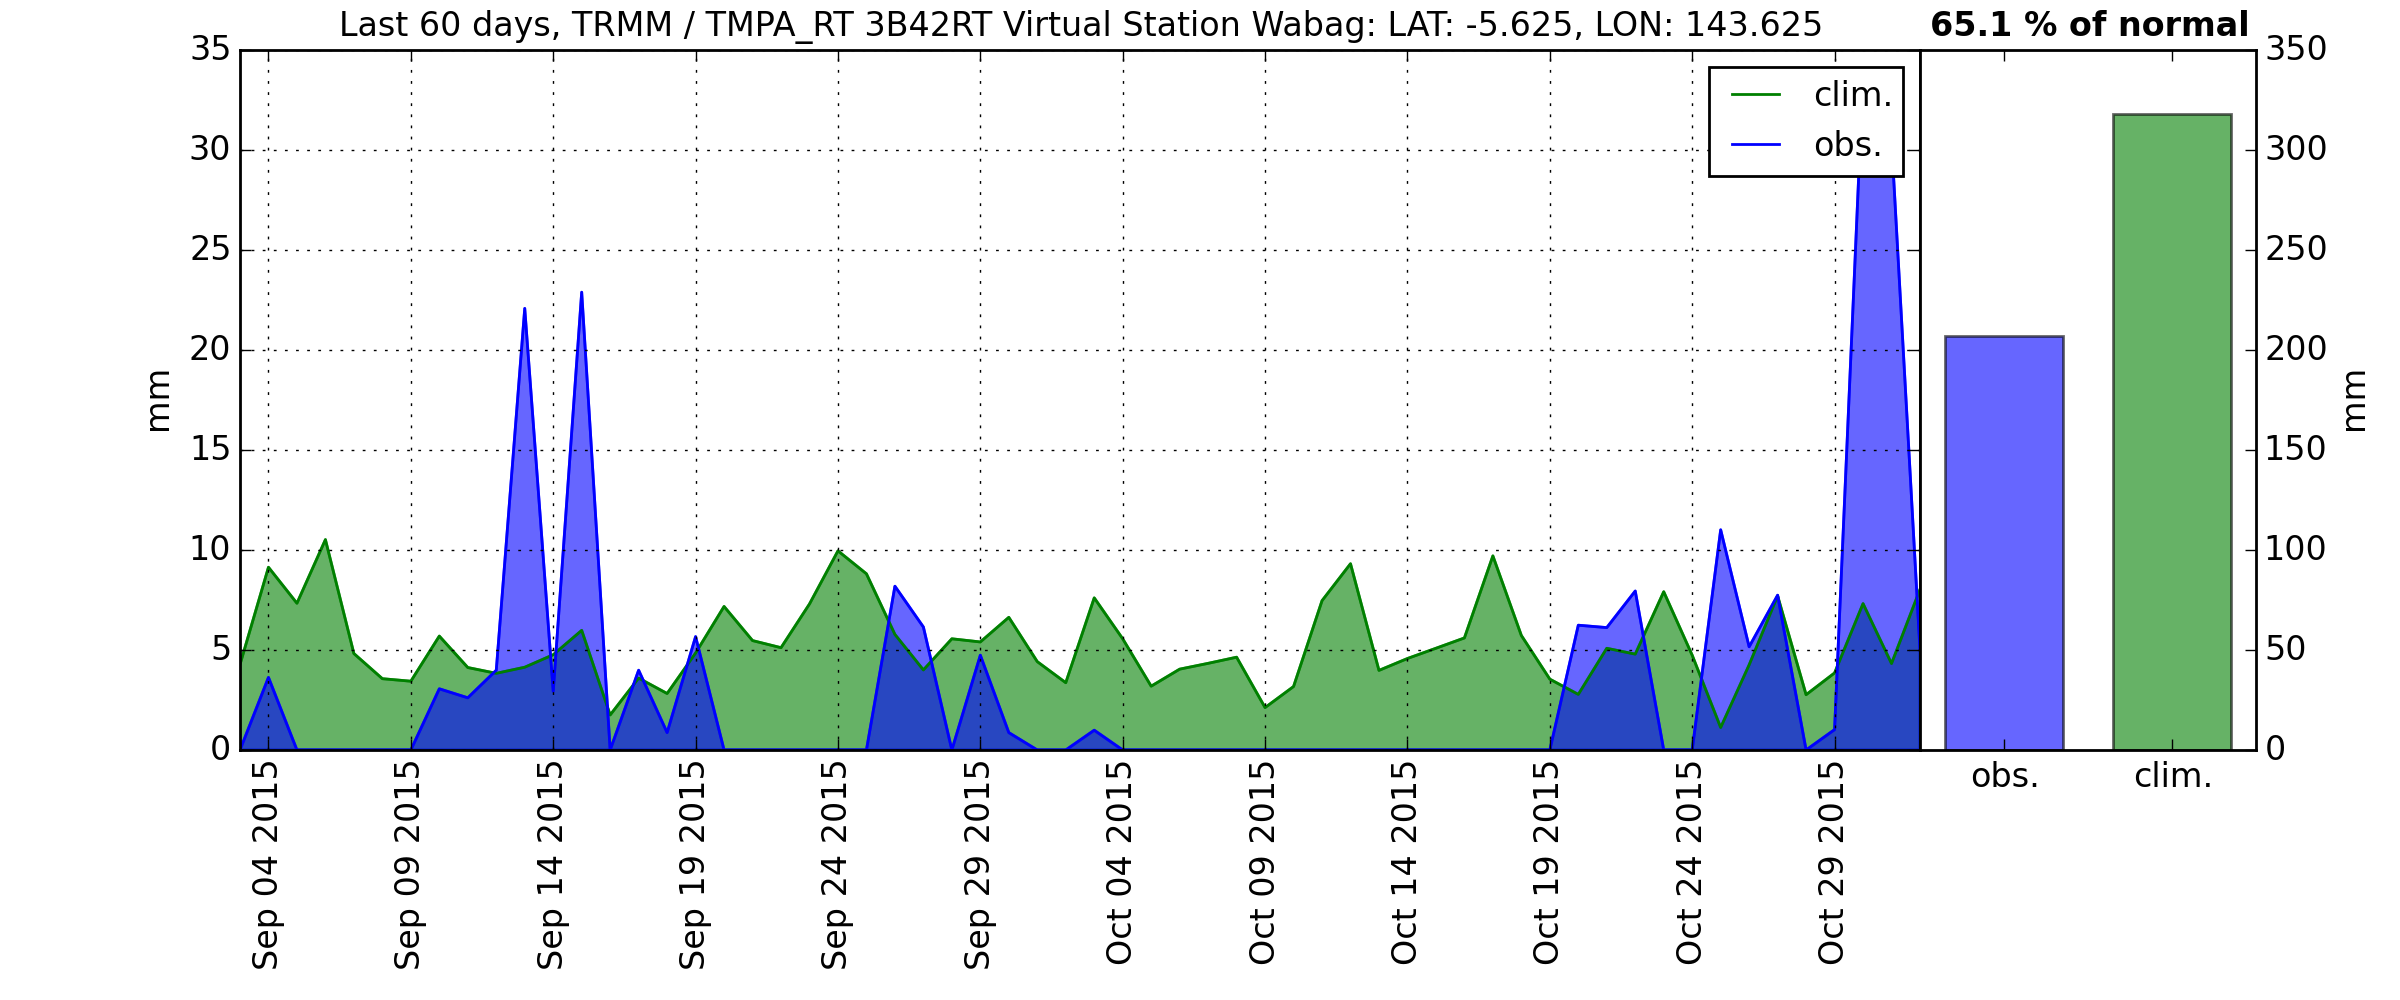 Last 60 days, TRMM / TMPA_RT 3B42RT Virtual Station Wabag: LAT: -5.625, LON: 143.625
65.1 % of normal
35
30
25
20
15
10
5
0
mm
clim.
obs.
350
300
250
200
150
100
50
0
mm
obs.
clim.
Sep 04 2015
Sep 09 2015
Sep 14 2015
Sep 19 2015
Sep 24 2015
Sep 29 2015
Oct 04 2015
Oct 09 2015
Oct 14 2015
Oct 19 2015
Oct 24 2015
Oct 29 2015